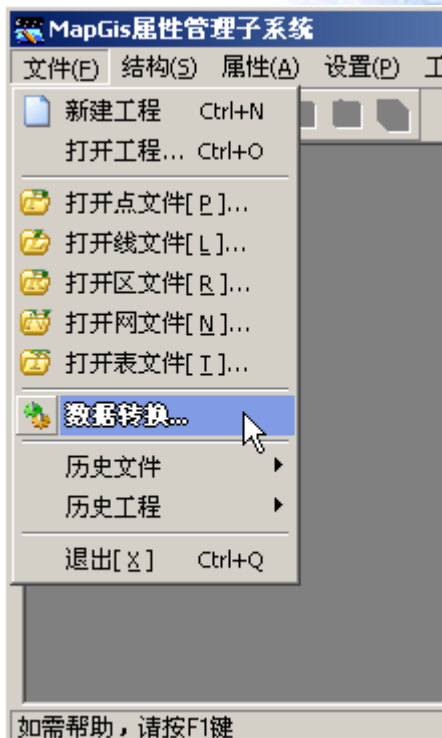 MapGis属性管理子系统
文件(F) 结构(S) 属性(A) 设置(P)
新建工程 Ctrl+N
打开工程... Ctrl+O
打开点文件[P]...
打开线文件[L]...
打开区文件[R]...
打开网文件[N]...
打开表文件[T]...
数据转换...
历史文件
历史工程
退出[X] Ctrl+Q
如需帮助，请按F1键